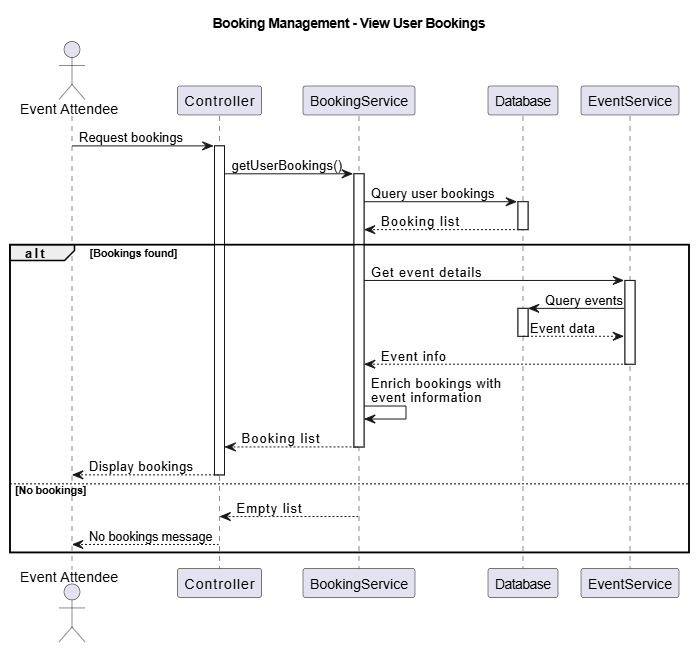 Booking Management - View User Bookings
Event Attendee
Controller
BookingService
Database
EventService
Request bookings
getUserBookings()
Query user bookings
Booking list
alt
[Bookings found]
Get event details
Query events
Event data
Event info
Enrich bookings with
event information
Booking list
Display bookings
[No bookings]
Empty list
No bookings message
Event Attendee
Controller
BookingService
Database
EventService